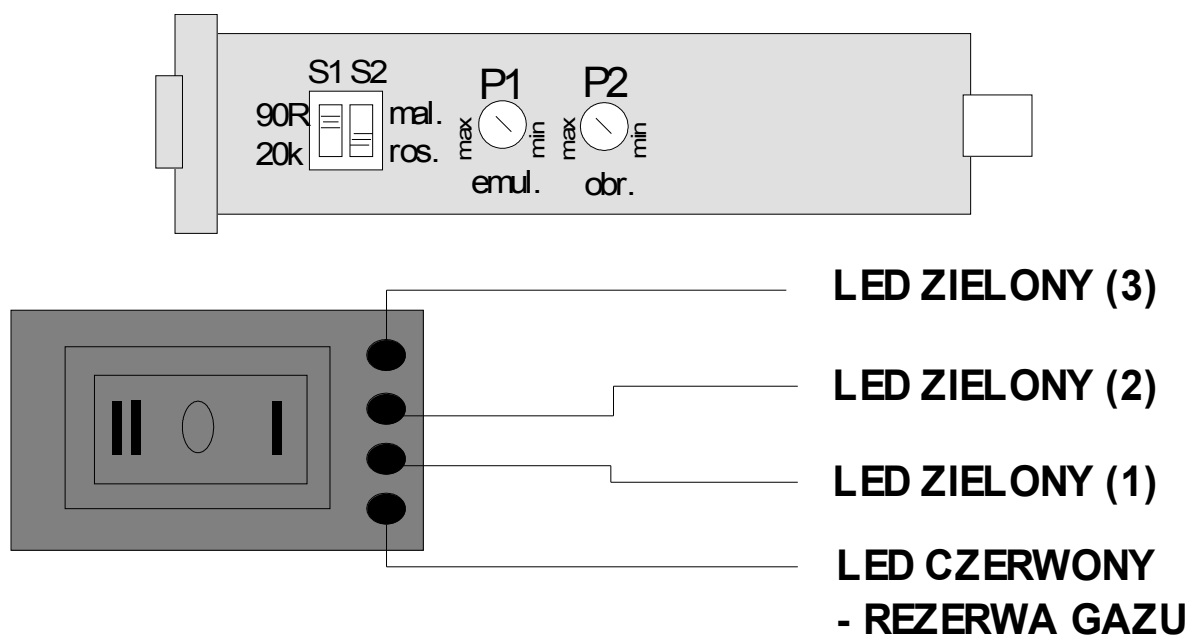 S1 S2
P1
P2
90R
mal.
20k
ros.
max
min
max
min
emul.
obr.
LED ZIELONY (3)
LED ZIELONY (2)
II
I
LED ZIELONY (1)
LED CZERWONY
- REZERWA GAZU